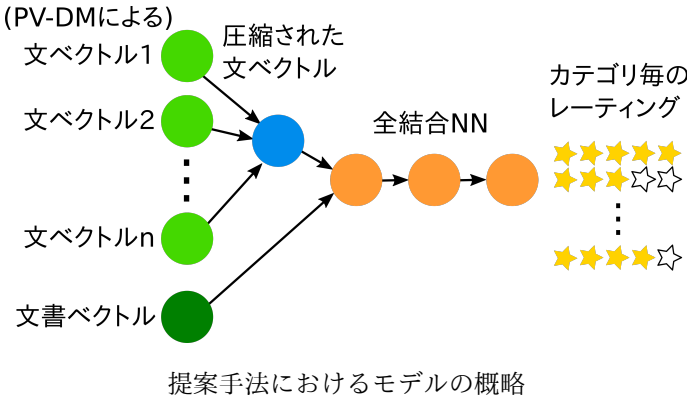 (PV-DMによる)
文ベクトル1
文ベクトル2
文ベクトルn
文書ベクトル
圧縮された
文ベクトル
全結合NN
カテゴリ毎の
レーティング
提案手法におけるモデルの概略